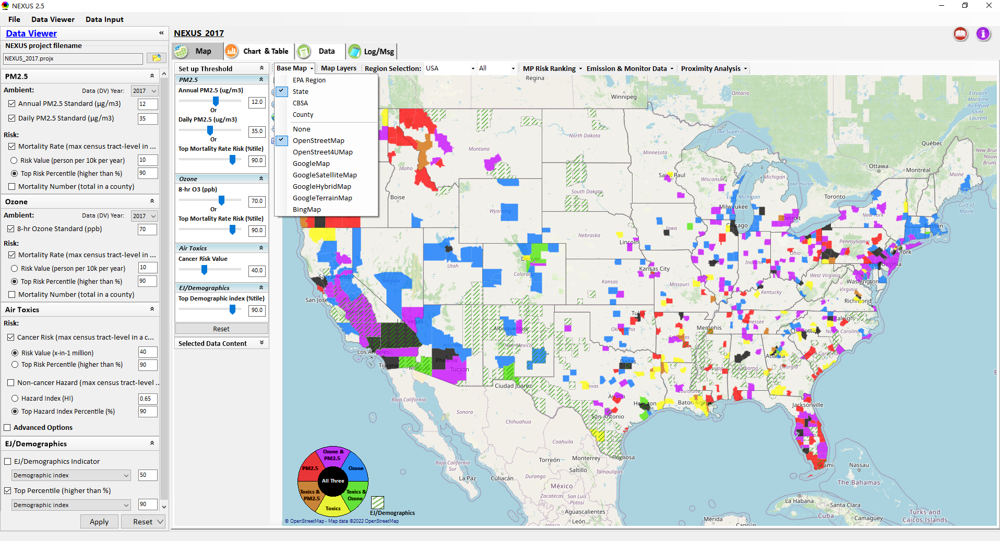 NEXUS 2.5
File Data Viewer Data Input
Data Viewer «
NEXUS project filename
NEXUS_2017.projx
PM2.5
Ambient: Data (DV) Year: 2017
Annual PM2.5 Standard (µg/m3) 12
Daily PM2.5 Standard (µg/m3) 35
Risk:
Mortality Rate (max census tract-level in ...
Risk Value (person per 10k per year) 10
Top Risk Percentile (higher than %) 90
Mortality Number (total in a county)
Ozone
Ambient: Data (DV) Year: 2017
8-hr Ozone Standard (ppb) 70
Risk:
Mortality Rate (max census tract-level in ...
Risk Value (person per 10k per year) 10
Top Risk Percentile (higher than %) 90
Mortality Number (total in a county)
Air Toxics
Risk:
Cancer Risk (max census tract-level in a c...
Risk Value (x-in-1 million) 40
Top Risk Percentile (higher than %) 90
Non-cancer Hazard (max census tract-level ..
Hazard Index (HI) 0.65
Top Hazard Index Percentile (%) 90
Advanced Options
EJ/Demographics
EJ/Demographics Indicator
Demographic index 50
Top Percentile (higher than %)
Demographic index 90
Apply Reset
NEXUS_2017
Map Chart & Table Data Log/Msg
Set up Threshold
PM2.5
Annual PM2.5 (ug/m3)
12.0
Or
Daily PM2.5 (ug/m3)
35.0
Or
Top Mortality Rate Risk (%tile)
90.0
Ozone
8-hr O3 (ppb)
70.0
Or
Top Mortality Rate Risk (%tile)
90.0
Air Toxics
Cancer Risk Value
40.0
EJ/Demographics
Top Demographic index (%tile)
90.0
Reset
Selected Data Content
Base Map Map Layers Region Selection: USA All MP Risk Ranking Emission & Monitor Data Proximity Analysis
EPA Region
State
CBSA
County
None
OpenStreetMap
OpenStreet4UMap
GoogleMap
GoogleSatelliteMap
GoogleHybridMap
GoogleTerrainMap
BingMap
Regina
Winnipeg
Ontario
Estuaire
Maritime
du Fleuve
Saint-
Laurent
Lake Superior
North Dakota
Québec
Montana
Minnesota
Ottawa
Montréal
Maine
Idaho
Saint Paul
Wisconsin
Michigan
Lake Huron
Boise
South Dakota
Lake Michigan
Toronto
Gulf of
Maine
Wyoming
Milwaukee
New York
Detroit
Boston
Chicago
Iowa
Nebraska
Lincoln
Pennsylvania
Ohio
New York
Denver
Utah
Indiana
Philadelphia
Colorado
Kansas City
Sacramento
Nevada
Kansas
Missouri
West Virginia
Washington
Kentucky
Virginia
San Jose
Richmond
Fresno
Las Vegas
Tulsa
Raleigh
Albuquerque
Oklahoma
Memphis
Tennessee
Charlotte
North Carolina
Arizona
New Mexico
Arkansas
Los Angeles
Atlanta
South Carolina
Phoenix
Dallas
Tijuana
Mexicali
Tucson
Mississippi
Alabama
Georgia
Ciudad Juárez
Texas
Louisiana
Baja California
Austin
Houston
Baton Rouge
Jacksonville
Sonora
San Antonio
Chihuahua
Florida
Coahuila
Baja California
Sur
Torreón
Monterrey
Reynosa
Miami
Nassau
Saltillo
Tamaulipas
La Paz
Culiacán
Durango
The Bahamas
México
Zacatecas
San Luis
Potosí
La Habana
Santa Clara
Aguascalientes
Cuba
Camagüey
Turks and
Caicos Islands
León
Jalisco
Mérida
Cancún
Ozone &
PM2.5
PM2.5
Ozone
All Three
Toxics &
PM2.5
Toxics &
Ozone
Toxics
EJ/Demographics
© OpenStreetMap - Map data ©2022 OpenStreetMap